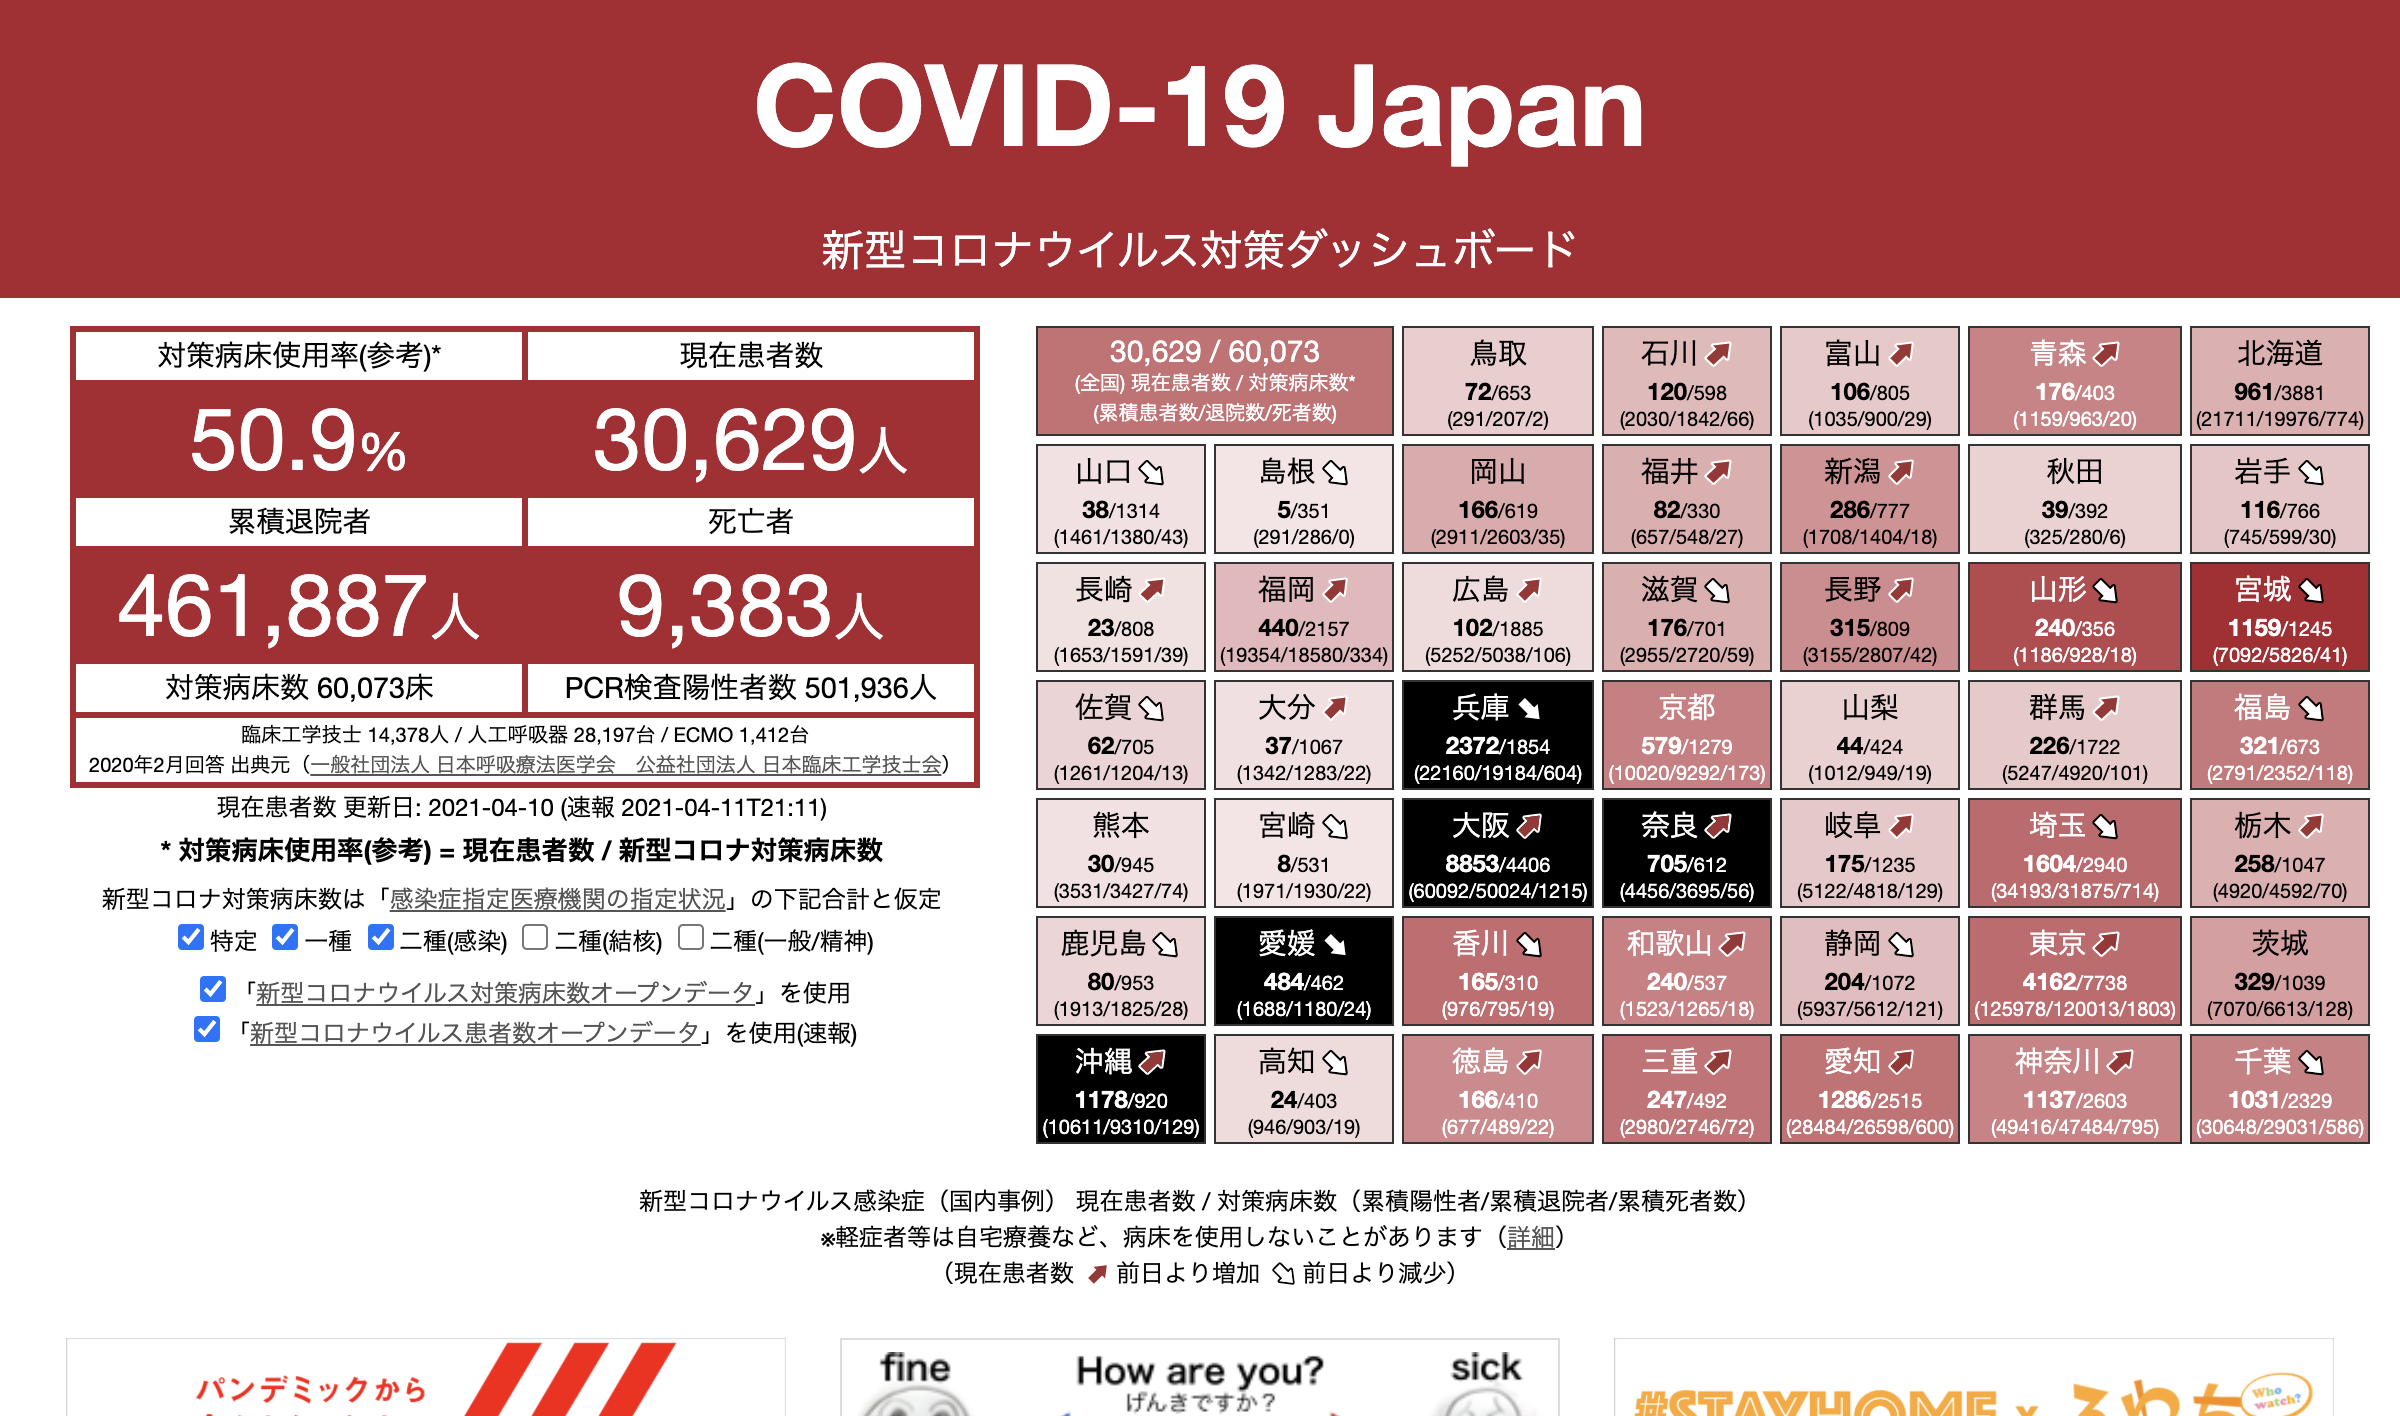 COVID-19 Japan
新型コロナウイルス対策ダッシュボード
対策病床使用率(参考)*
現在患者数
50.9%
30,629人
累積退院者
死亡者
461,887人
9,383人
対策病床数 60,073床
PCR検査陽性者数 501,936人
臨床工学技士 14,378人 / 人工呼吸器 28,197台 / ECMO 1,412台
2020年2月回答 出典元（一般社団法人 日本呼吸療法医学会　公益社団法人 日本臨床工学技士会）
現在患者数 更新日: 2021-04-10 (速報 2021-04-11T21:11)
* 対策病床使用率(参考) = 現在患者数 / 新型コロナ対策病床数
新型コロナ対策病床数は「感染症指定医療機関の指定状況」の下記合計と仮定
特定 一種 二種(感染) 二種(結核) 二種(一般/精神)
「新型コロナウイルス対策病床数オープンデータ」を使用
「新型コロナウイルス患者数オープンデータ」を使用(速報)
30,629 / 60,073
(全国) 現在患者数 / 対策病床数*
(累積患者数/退院数/死者数)
鳥取
72/653
(291/207/2)
石川
120/598
(2030/1842/66)
富山
106/805
(1035/900/29)
青森
176/403
(1159/963/20)
北海道
961/3881
(21711/19976/774)
山口
38/1314
(1461/1380/43)
島根
5/351
(291/286/0)
岡山
166/619
(2911/2603/35)
福井
82/330
(657/548/27)
新潟
286/777
(1708/1404/18)
秋田
39/392
(325/280/6)
岩手
116/766
(745/599/30)
長崎
23/808
(1653/1591/39)
福岡
440/2157
(19354/18580/334)
広島
102/1885
(5252/5038/106)
滋賀
176/701
(2955/2720/59)
長野
315/809
(3155/2807/42)
山形
240/356
(1186/928/18)
宮城
1159/1245
(7092/5826/41)
佐賀
62/705
(1261/1204/13)
大分
37/1067
(1342/1283/22)
兵庫
2372/1854
(22160/19184/604)
京都
579/1279
(10020/9292/173)
山梨
44/424
(1012/949/19)
群馬
226/1722
(5247/4920/101)
福島
321/673
(2791/2352/118)
熊本
30/945
(3531/3427/74)
宮崎
8/531
(1971/1930/22)
大阪
8853/4406
(60092/50024/1215)
奈良
705/612
(4456/3695/56)
岐阜
175/1235
(5122/4818/129)
埼玉
1604/2940
(34193/31875/714)
栃木
258/1047
(4920/4592/70)
鹿児島
80/953
(1913/1825/28)
愛媛
484/462
(1688/1180/24)
香川
165/310
(976/795/19)
和歌山
240/537
(1523/1265/18)
静岡
204/1072
(5937/5612/121)
東京
4162/7738
(125978/120013/1803)
茨城
329/1039
(7070/6613/128)
沖縄
1178/920
(10611/9310/129)
高知
24/403
(946/903/19)
徳島
166/410
(677/489/22)
三重
247/492
(2980/2746/72)
愛知
1286/2515
(28484/26598/600)
神奈川
1137/2603
(49416/47484/795)
千葉
1031/2329
(30648/29031/586)
新型コロナウイルス感染症（国内事例） 現在患者数 / 対策病床数（累積陽性者/累積退院者/累積死者数）
※軽症者等は自宅療養など、病床を使用しないことがあります（詳細）
（現在患者数 前日より増加 前日より減少）
パンデミックから
fine
How are you?
sick
げんきですか？
#STAYHOME x
Who watch?